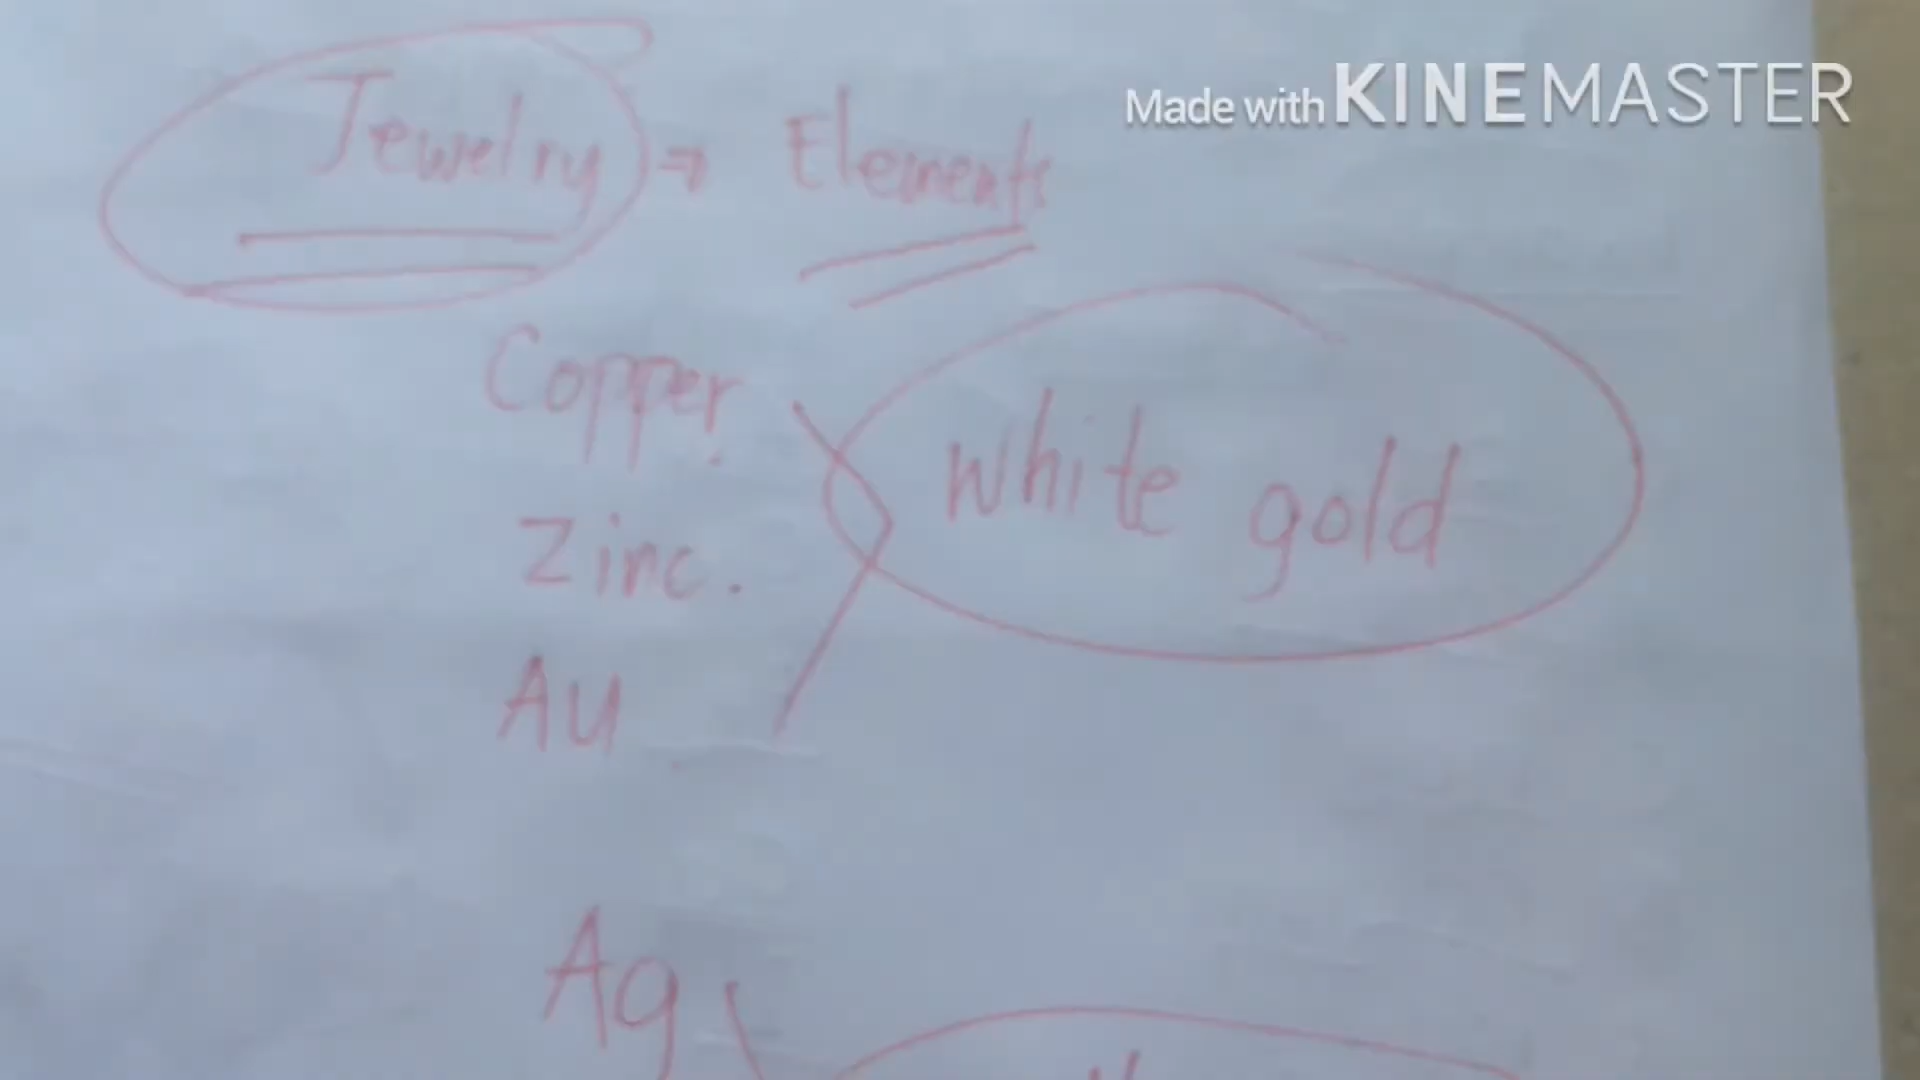 Made with KINEMASTER
Jewelry → Elements
Copper
White gold
Zinc.
Au
Ag